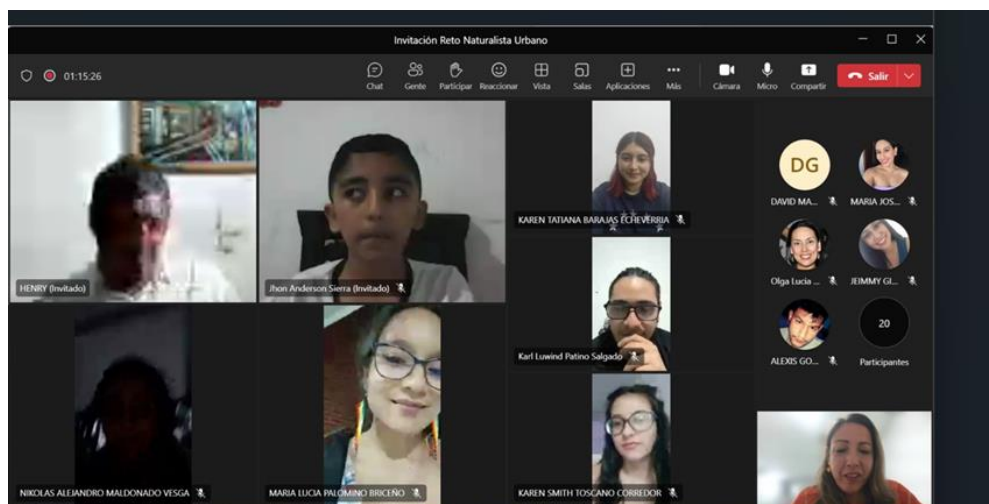 Invitación Reto Naturalista Urbano
01:15:26
Chat
Gente
Participar
Reaccionar
Vista
Salas
Aplicaciones
Más
Cámara
Micro
Compartir
Salir
HENRY (Invitado)
Jhon Anderson Sierra (Invitado)
KAREN TATIANA BARAJAS ECHEVERRIA
Karl Luwind Patino Salgado
NIKOLAS ALEJANDRO MALDONADO VESGA
MARIA LUCIA PALOMINO BRICEÑO
KAREN SMITH TOSCANO CORREDOR
DG
DAVID MA...
MARIA JOS...
Olga Lucia ...
JEIMMY GI...
ALEXIS GO...
20
Participantes